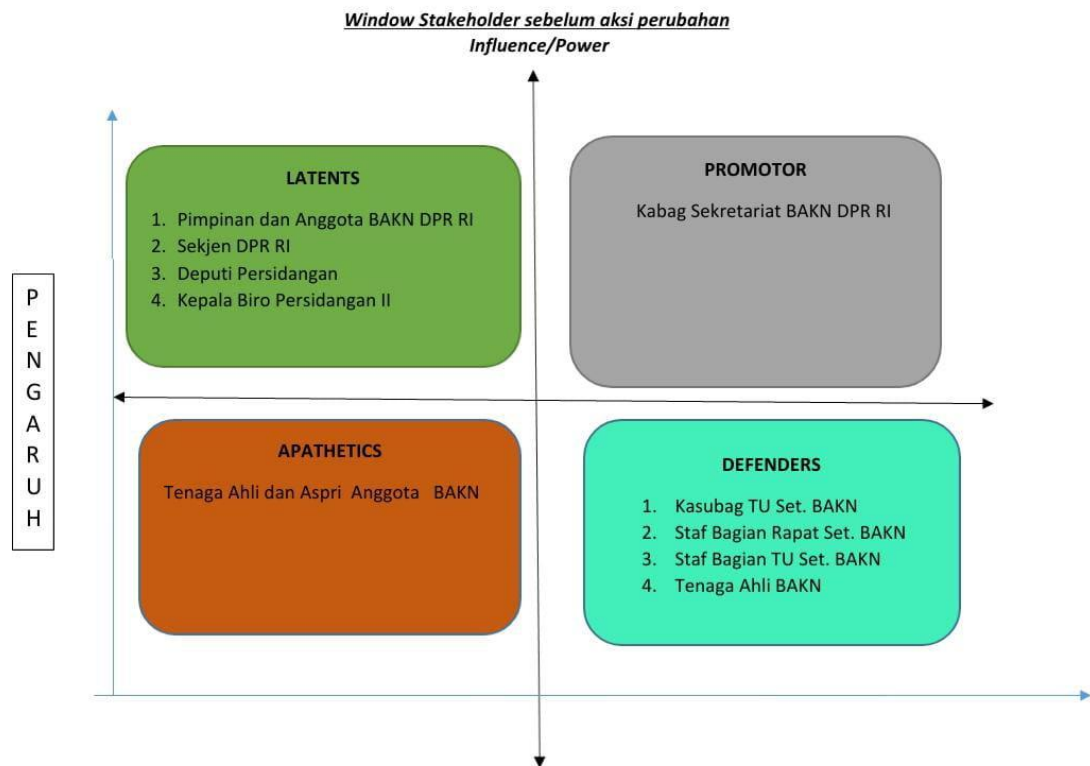 Window Stakeholder sebelum aksi perubahan
Influence/Power
LATENTS
1. Pimpinan dan Anggota BAKN DPR RI
2. Sekjen DPR RI
3. Deputi Persidangan
4. Kepala Biro Persidangan II
PROMOTOR
Kabag Sekretariat BAKN DPR RI
PENGARUH
APATHETICS
Tenaga Ahli dan Aspri Anggota BAKN
DEFENDERS
1. Kasubag TU Set. BAKN
2. Staf Bagian Rapat Set. BAKN
3. Staf Bagian TU Set. BAKN
4. Tenaga Ahli BAKN